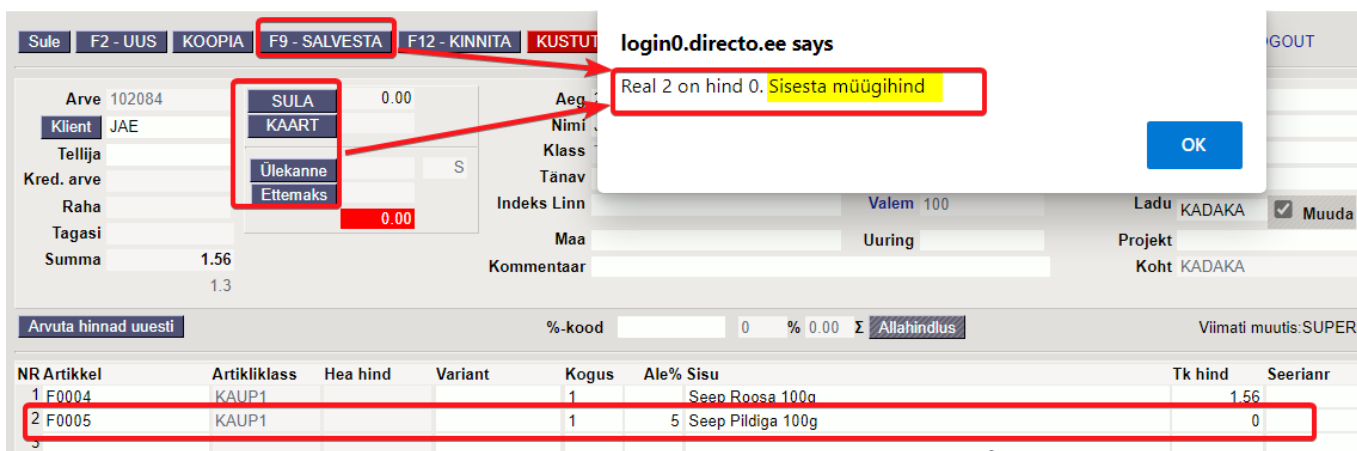 Sule F2 - UUS KOOPIA F9 - SALVESTA F12 - KINNITA KUSTUT
login0.directo.ee says
Real 2 on hind 0. Sisesta müügihind
OK
OGOUT
Arve 102084 SULA 0.00 Aeg
Klient JAE KAART Nimi
Tellija Klass
Kred. arve Ülekanne S Tänav
Raha Ettemaks 0.00 Indeks Linn Valem 100 Ladu KADAKA Muuda
Tagasi Maa Uuring Projekt
Summa 1.56 Kommentaar Koht KADAKA
1.3
Arvuta hinnad uuesti %-kood 0 % 0.00 Σ Allahindlus Viimati muutis:SUPER
NR Artikkel Artikliklass Hea hind Variant Kogus Ale% Sisu Tk hind Seerianr
1 F0004 KAUP1 1 Seep Roosa 100g 1.56
2 F0005 KAUP1 1 5 Seep Pildiga 100g 0
3